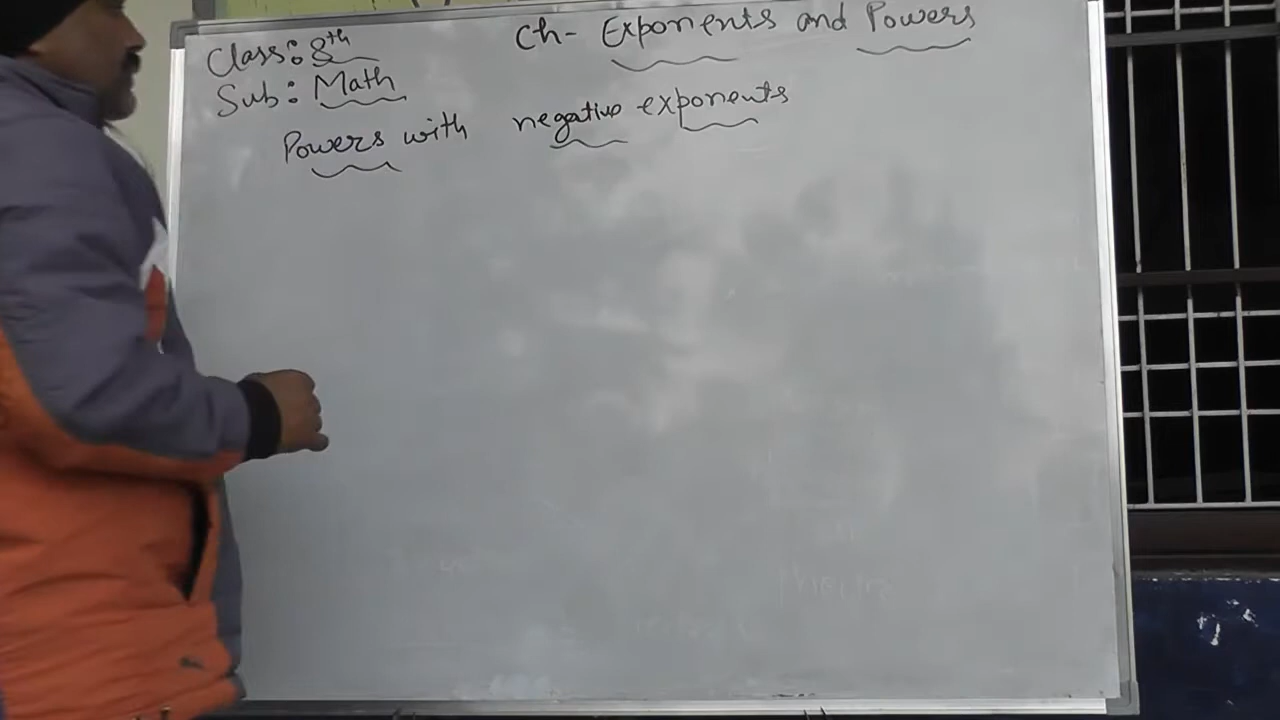 Class: 8th
Ch- Exponents and Powers
Sub: Math
Powers with negative exponents